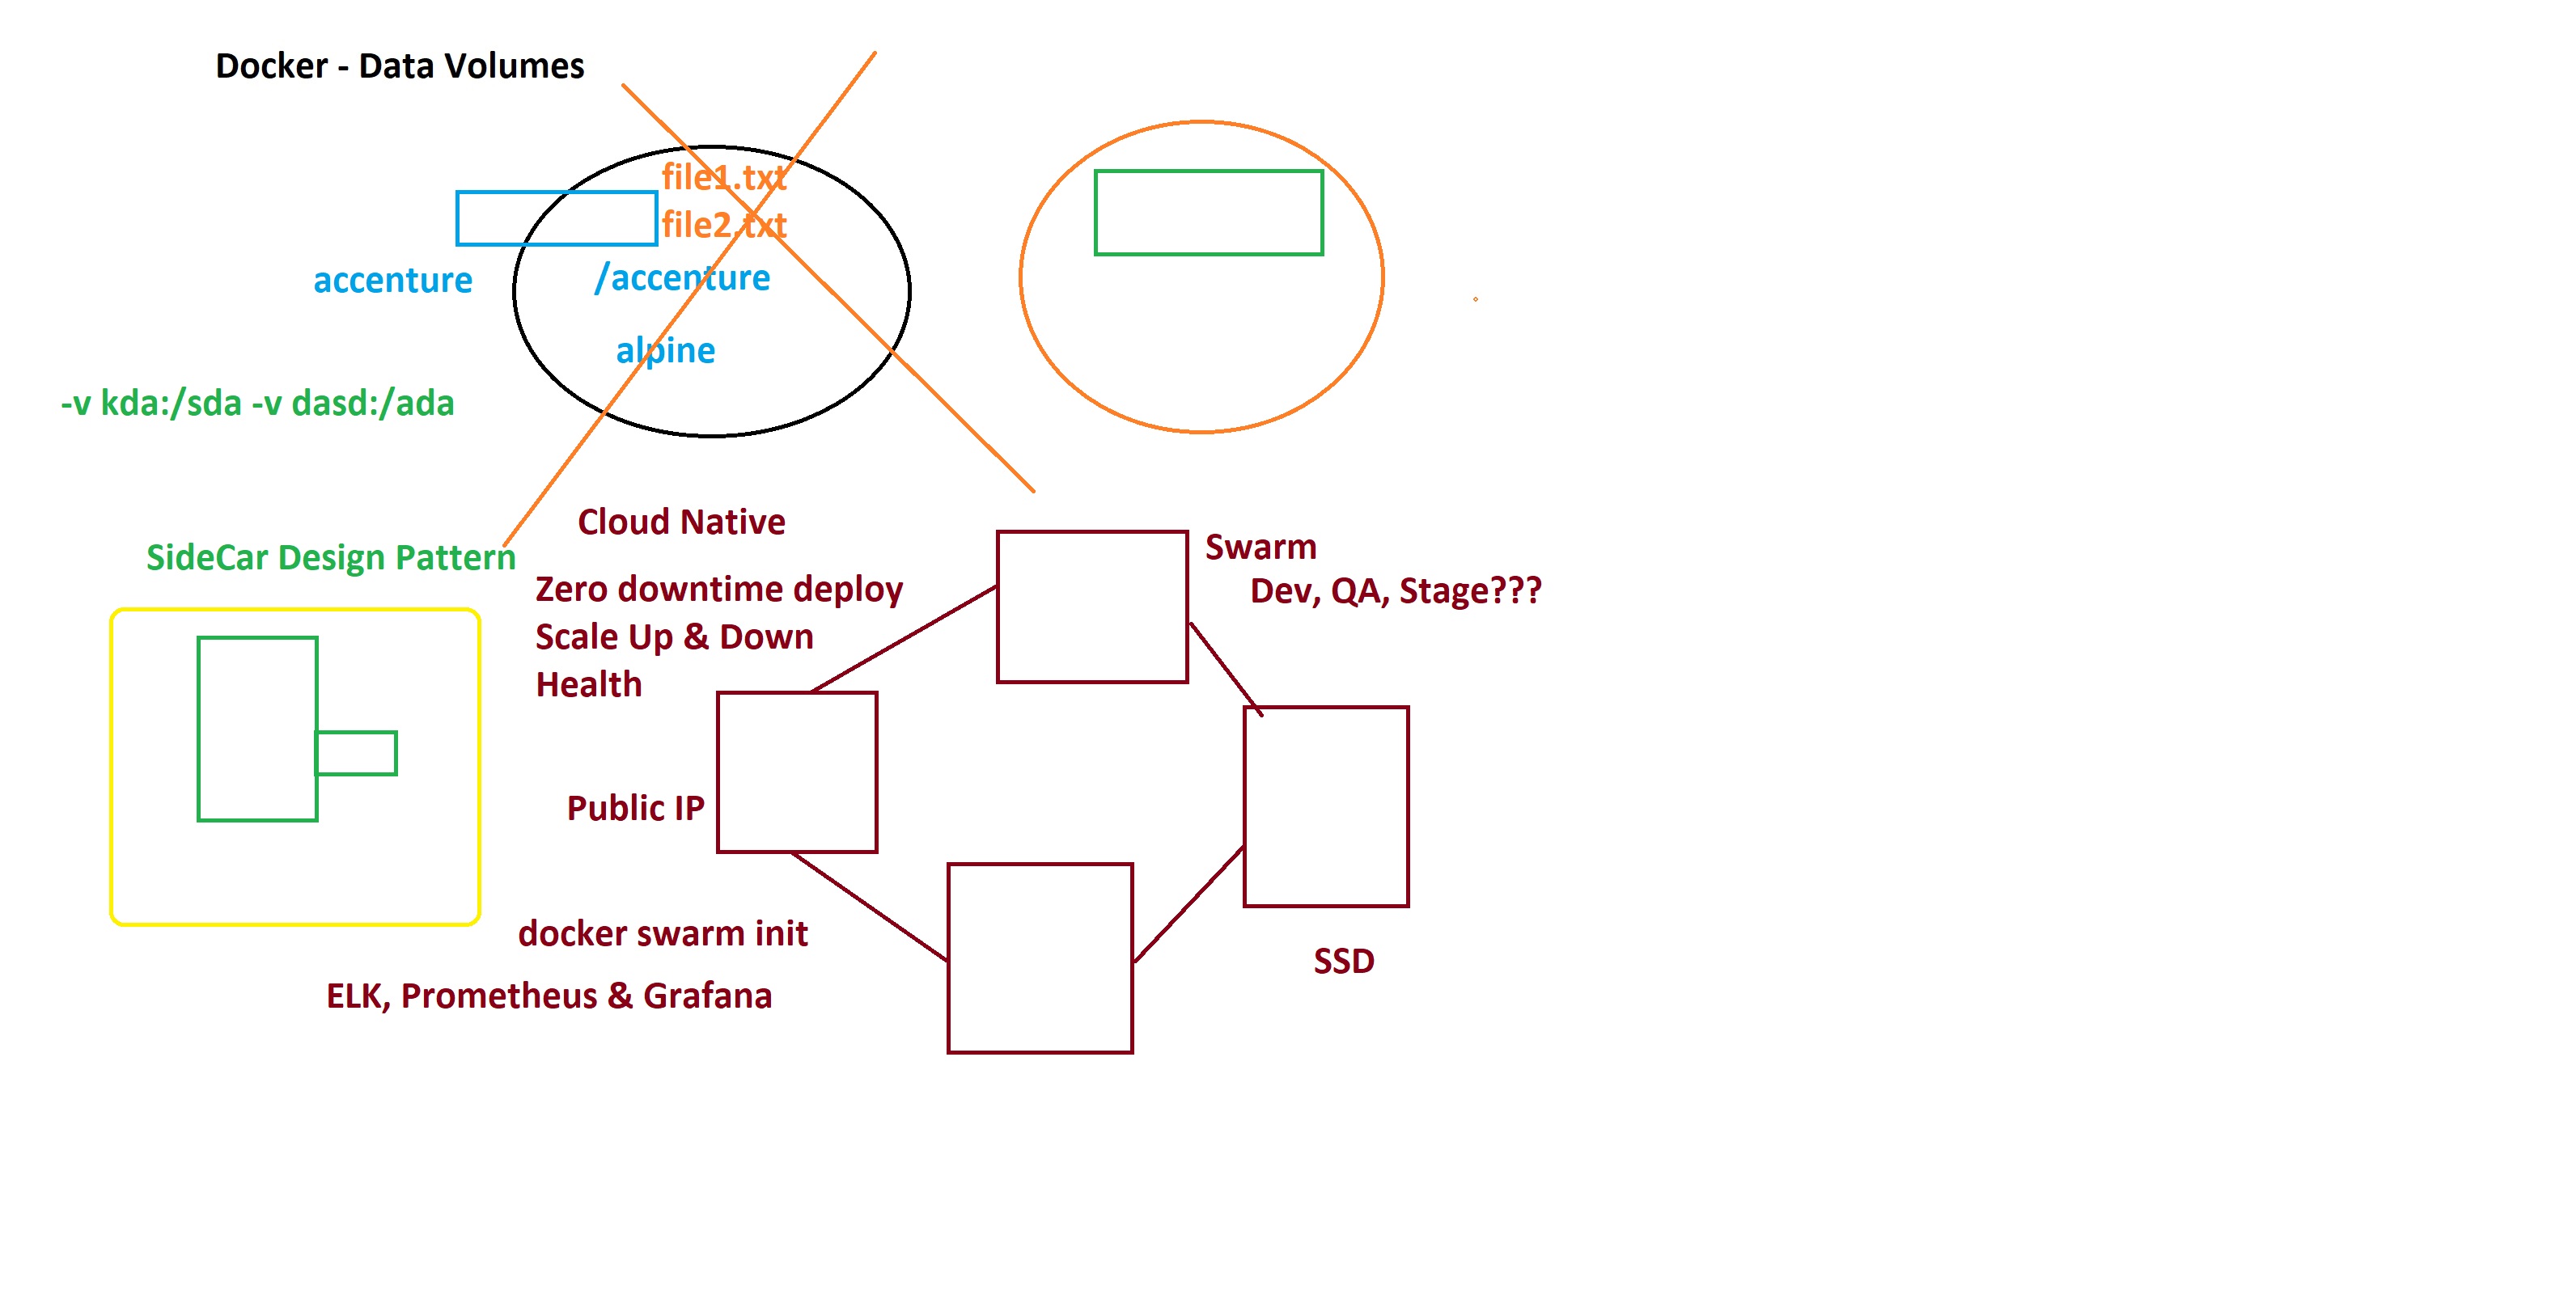 Docker - Data Volumes
file1.txt
file2.txt
accenture
/accenture
alpine
-v kda:/sda -v dasd:/ada
SideCar Design Pattern
Cloud Native
Zero downtime deploy
Scale Up & Down
Health
Swarm
Dev, QA, Stage???
Public IP
docker swarm init
SSD
ELK, Prometheus & Grafana